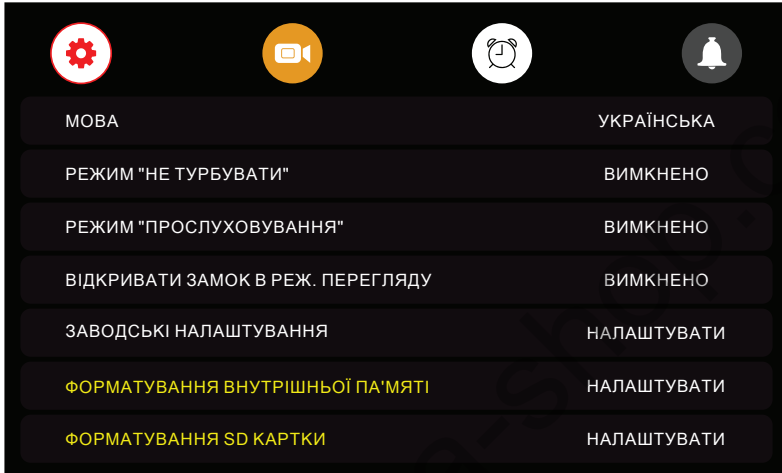 МОВА УКРАЇНСЬКА
РЕЖИМ "НЕ ТУРБУВАТИ" ВИМКНЕНО
РЕЖИМ "ПРОСЛУХОВУВАННЯ" ВИМКНЕНО
ВІДКРИВАТИ ЗАМОК В РЕЖ. ПЕРЕГЛЯДУ ВИМКНЕНО
ЗАВОДСЬКІ НАЛАШТУВАННЯ НАЛАШТУВАТИ
ФОРМАТУВАННЯ ВНУТРІШНЬОЇ ПА'МЯТІ НАЛАШТУВАТИ
ФОРМАТУВАННЯ SD КАРТКИ НАЛАШТУВАТИ